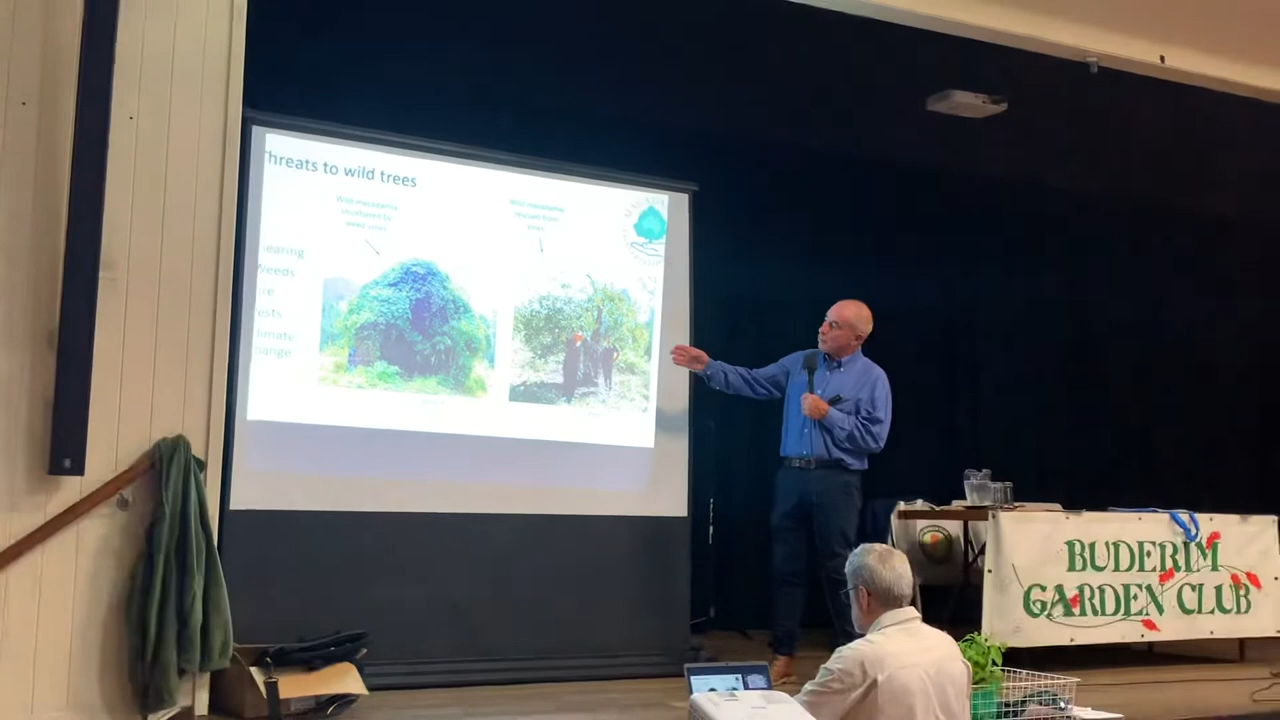 Threats to wild trees
Wild macadamia
smothered by
weed vines
Wild macadamia
rescued from
vines
earing
Weeds
re
ests
limate
hange
BUDERIM
GARDEN CLUB